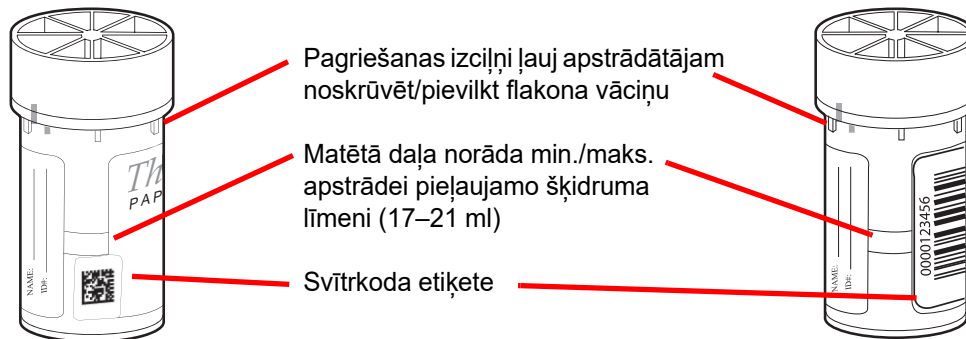 Pagriešanas izciļņi ļauj apstrādātājam
noskrūvēt/pievilkt flakona vāciņu
Matētā daļa norāda min./maks.
apstrādei pieļaujamo šķidruma
līmeni (17–21 ml)
Svītrkoda etiķete
Th
PAP
NAME:
ID#:
NAME:
ID#:
0000123456